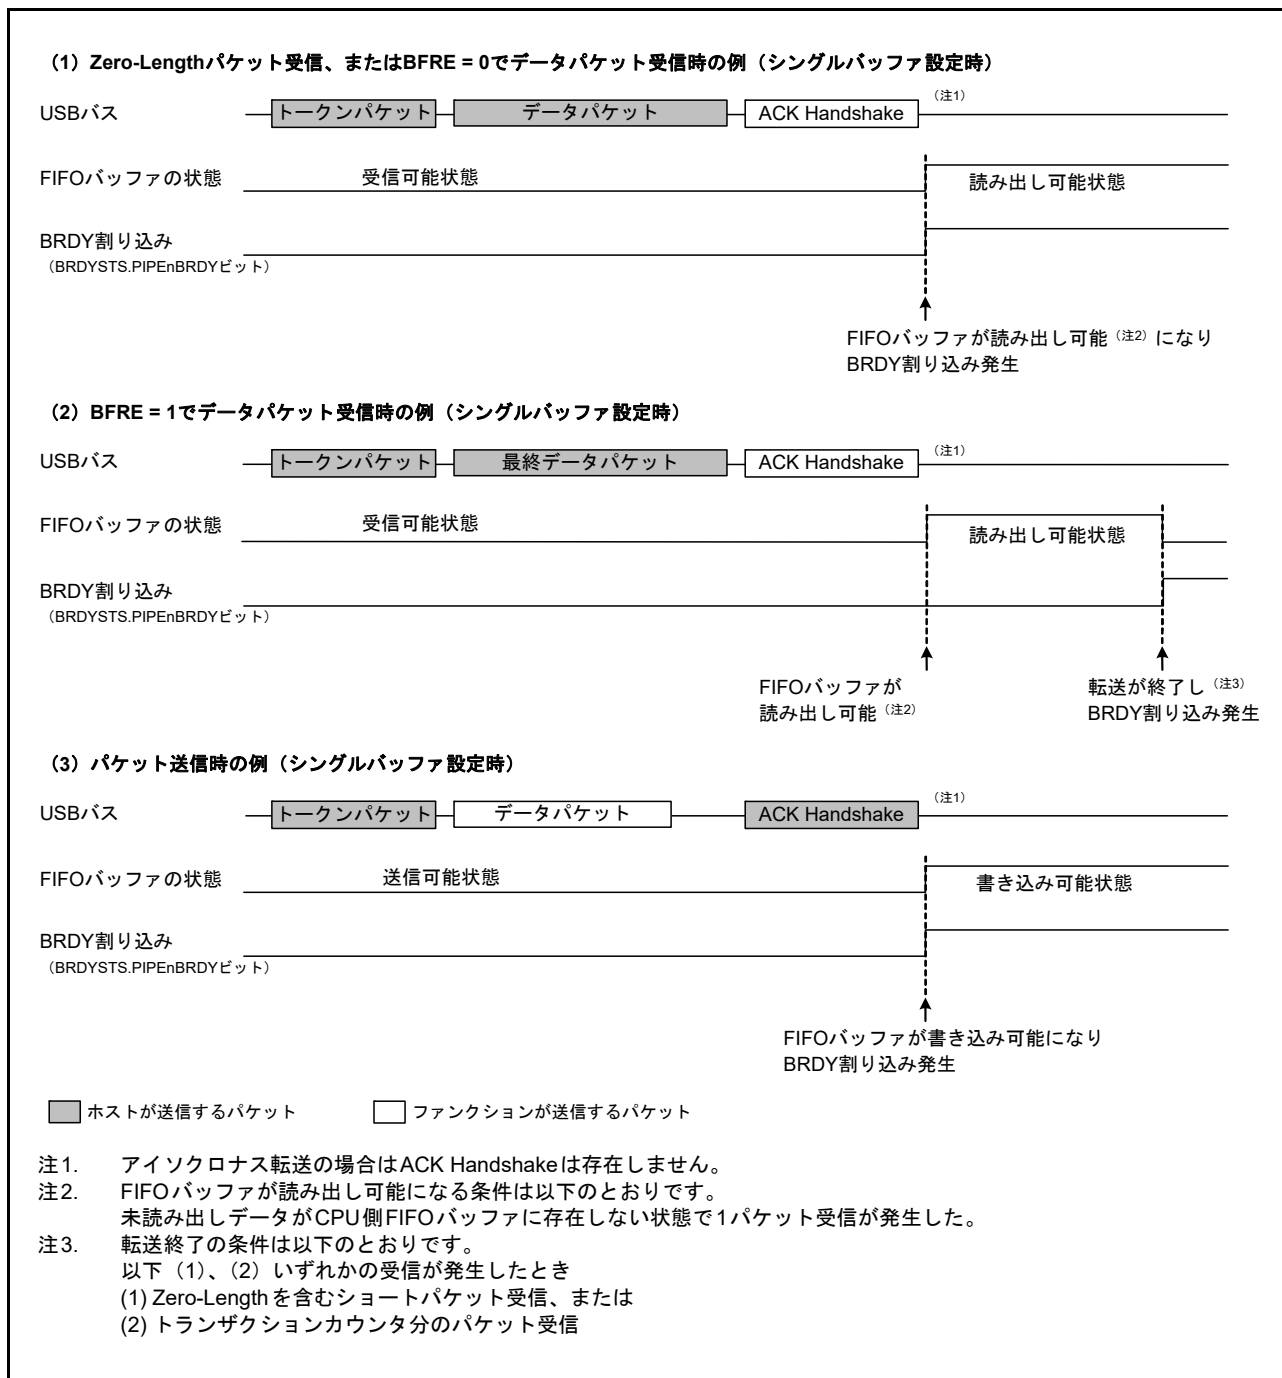 （1）Zero-Lengthパケット受信、またはBFRE = 0でデータパケット受信時の例（シングルバッファ設定時）
USBバス トークンパケット データパケット ACK Handshake （注1）
FIFOバッファの状態 受信可能状態 読み出し可能状態
BRDY割り込み
（BRDYSTS.PIPEnBRDYビット）
FIFOバッファが読み出し可能（注2）になり
BRDY割り込み発生
（2）BFRE = 1でデータパケット受信時の例（シングルバッファ設定時）
USBバス トークンパケット 最終データパケット ACK Handshake （注1）
FIFOバッファの状態 受信可能状態 読み出し可能状態
BRDY割り込み
（BRDYSTS.PIPEnBRDYビット）
FIFOバッファが 転送が終了し（注3）
読み出し可能（注2） BRDY割り込み発生
（3）パケット送信時の例（シングルバッファ設定時）
USBバス トークンパケット データパケット ACK Handshake （注1）
FIFOバッファの状態 送信可能状態 書き込み可能状態
BRDY割り込み
（BRDYSTS.PIPEnBRDYビット）
FIFOバッファが書き込み可能になり
BRDY割り込み発生
ホストが送信するパケット ファンクションが送信するパケット
注1. アイソクロナス転送の場合はACK Handshakeは存在しません。
注2. FIFOバッファが読み出し可能になる条件は以下のとおりです。
未読み出しデータがCPU側FIFOバッファに存在しない状態で1パケット受信が発生した。
注3. 転送終了の条件は以下のとおりです。
以下（1）、（2）いずれかの受信が発生したとき
(1) Zero-Lengthを含むショートパケット受信、または
(2) トランザクションカウンタ分のパケット受信